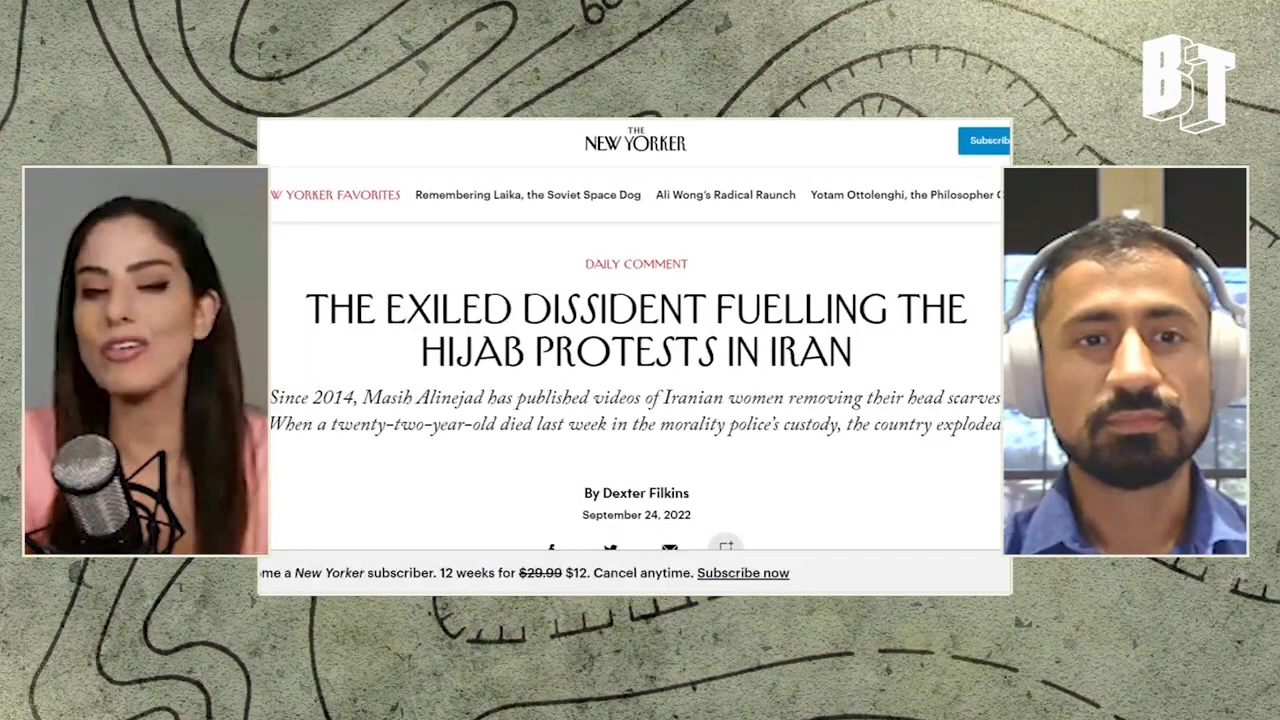 60
BT
THE
NEW YORKER
Subscrib
W YORKER FAVORITES Remembering Laika, the Soviet Space Dog Ali Wong's Radical Raunch Yotam Ottolenghi, the Philosopher
DAILY COMMENT
THE EXILED DISSIDENT FUELLING THE
HIJAB PROTESTS IN IRAN
Since 2014, Masih Alinejad has published videos of Iranian women removing their head scarves
When a twenty-two-year-old died last week in the morality police's custody, the country exploded
By Dexter Filkins
September 24, 2022
ome a New Yorker subscriber. 12 weeks for $29.99 $12. Cancel anytime. Subscribe now